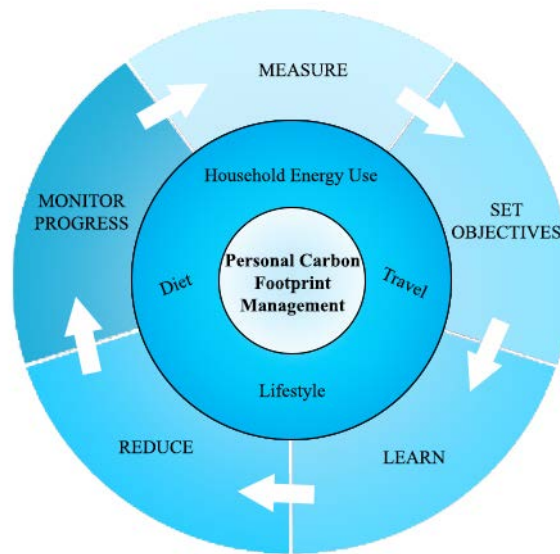 MEASURE
SET
OBJECTIVES
LEARN
REDUCE
MONITOR
PROGRESS
Household Energy Use
Travel
Lifestyle
Diet
Personal Carbon
Footprint
Management